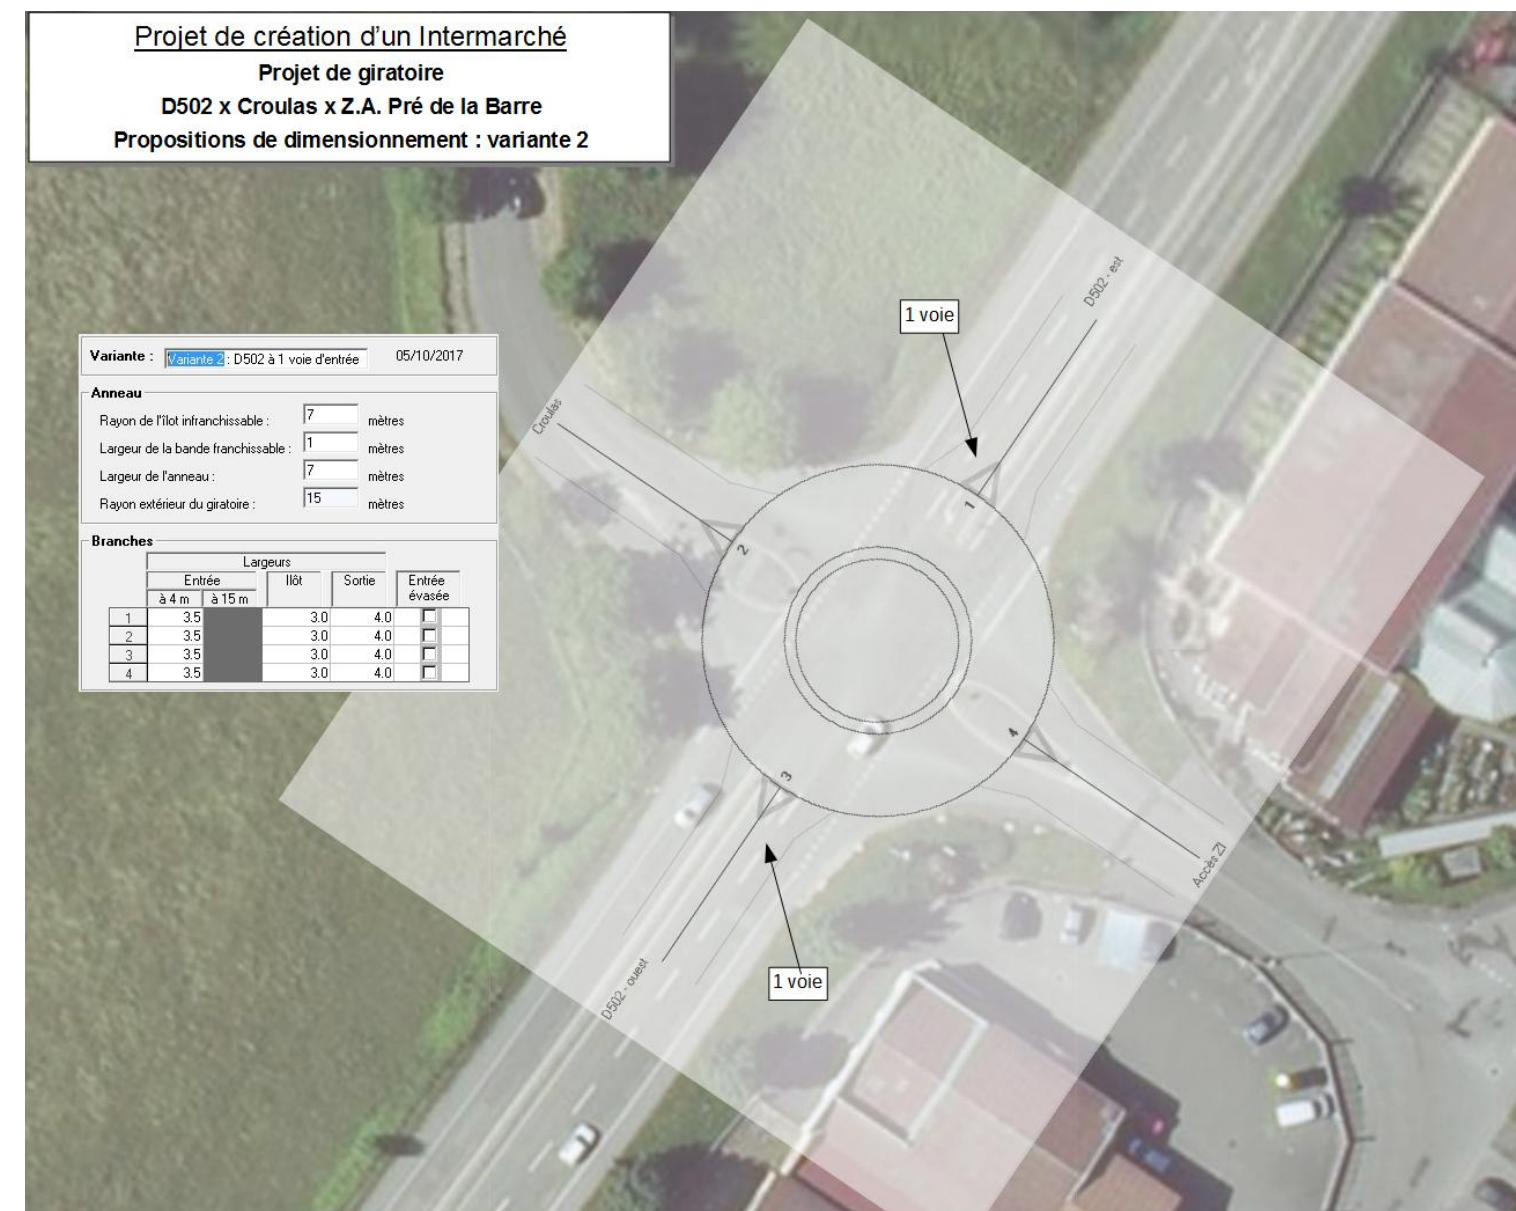 Projet de création d'un Intermarché
Projet de giratoire
D502 x Croulas x Z.A. Pré de la Barre
Propositions de dimensionnement : variante 2
D502 - est
1 voie
Variante : Variante 2 : D502 à 1 voie d'entrée 05/10/2017
Anneau
Rayon de l'îlot infranchissable : 7 mètres
Largeur de la bande franchissable : 1 mètres
Largeur de l'anneau : 7 mètres
Rayon extérieur du giratoire : 15 mètres
Croulas
1
2
Branches
Largeurs
Entrée Ilôt Sortie Entrée évasée
à 4 m à 15 m
1 3.5 3.0 4.0
2 3.5 3.0 4.0
3 3.5 3.0 4.0
4 3.5 3.0 4.0
4
3
Accès ZI
D502 - ouest
1 voie